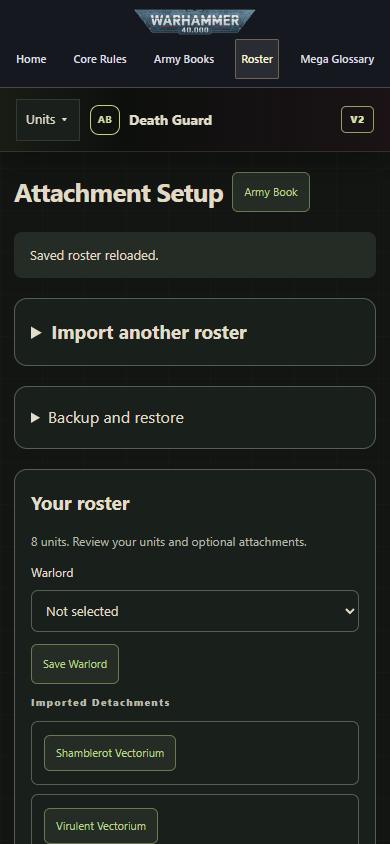 WARHAMMER
40,000
Home
Core Rules
Army Books
Roster
Mega Glossary
Units
AB
Death Guard
V2
Attachment Setup
Army Book
Saved roster reloaded.
Import another roster
Backup and restore
Your roster
8 units. Review your units and optional attachments.
Warlord
Not selected
Save Warlord
Imported Detachments
Shamblerot Vectorium
Virulent Vectorium